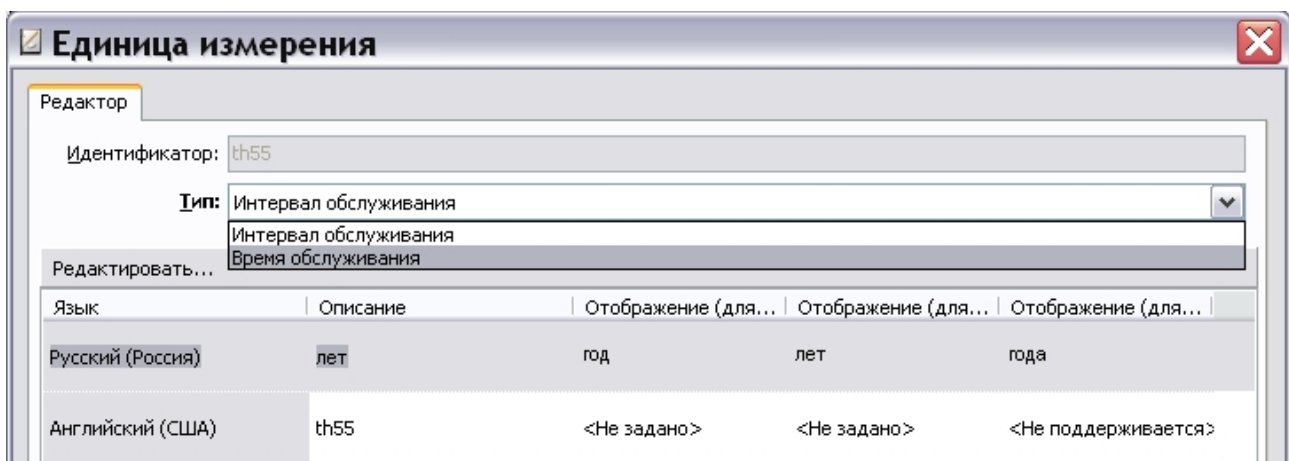 Единица измерения
Редактор
Идентификатор: th55
Тип: Интервал обслуживания
Интервал обслуживания
Время обслуживания
Редактировать...
Язык Описание Отображение (для... Отображение (для... Отображение (для...
Русский (Россия) лет год лет года
Английский (США) th55 <Не задано> <Не задано> <Не поддерживается>